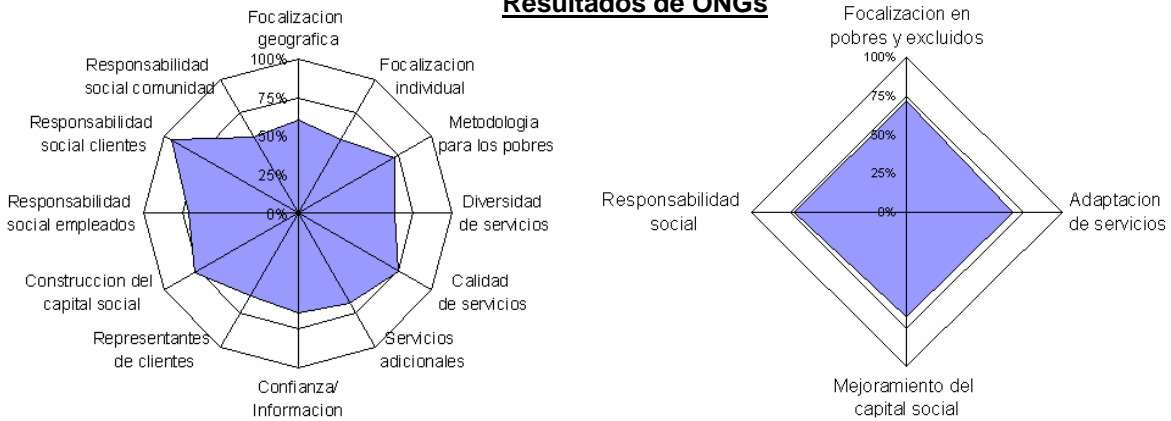 Resultados de ONGs
Focalizacion
geografica
Focalizacion
individual
Metodologia
para los pobres
Diversidad
de servicios
Calidad
de servicios
Servicios
adicionales
Confianza/
Informacion
Representantes
de clientes
Construccion del
capital social
Responsabilidad
social empleados
Responsabilidad
social clientes
Responsabilidad
social comunidad
100%
75%
50%
25%
0%
Focalizacion en
pobres y excluidos
Adaptacion
de servicios
Mejoramiento del
capital social
Responsabilidad
social
100%
75%
50%
25%
0%